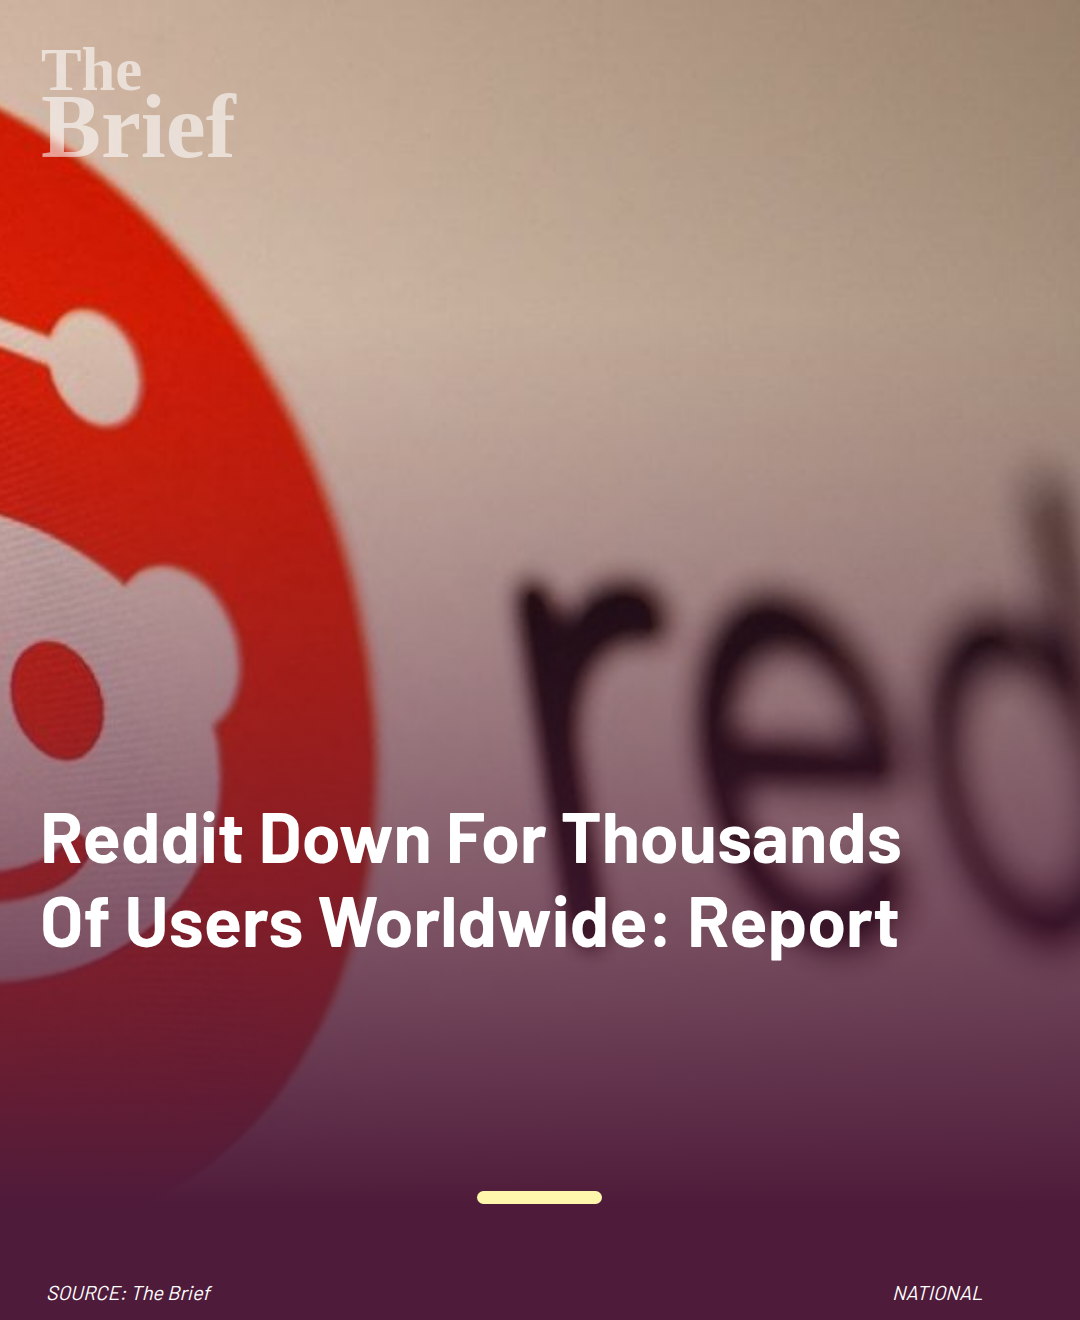 The
Brief
red
Reddit Down For Thousands
Of Users Worldwide: Report
SOURCE: The Brief
NATIONAL